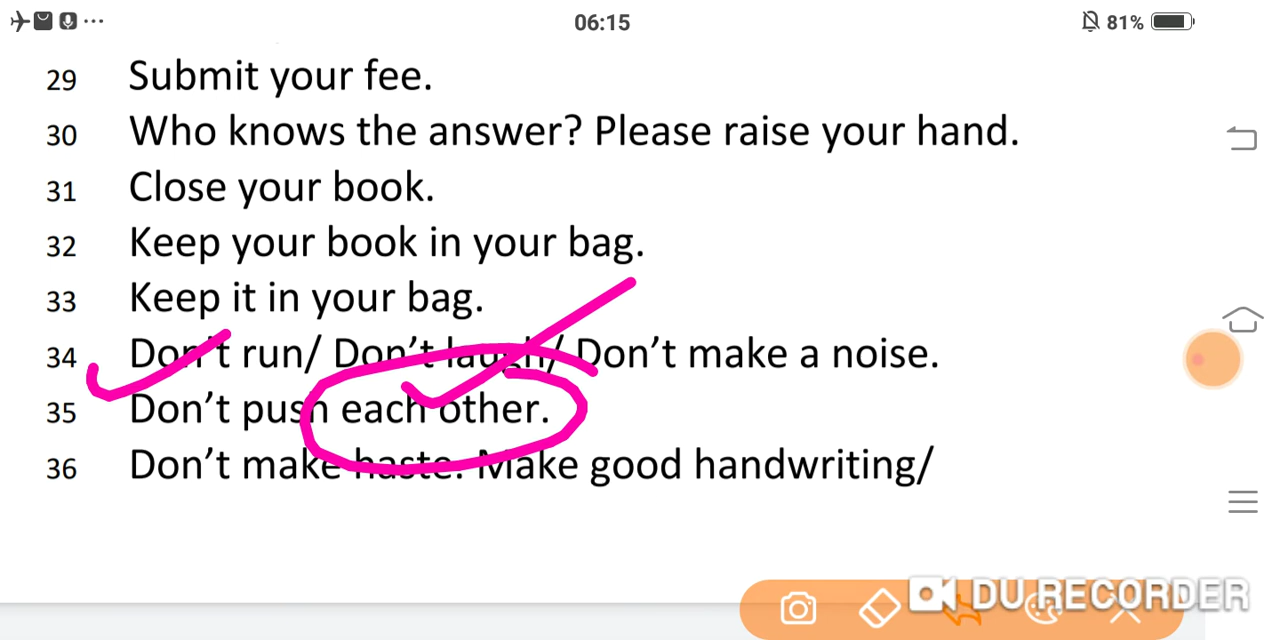 06:15
81%
29 Submit your fee.
30 Who knows the answer? Please raise your hand.
31 Close your book.
32 Keep your book in your bag.
33 Keep it in your bag.
34 Don't run/ Don't laugh/ Don't make a noise.
35 Don't push each other.
36 Don't make haste. Make good handwriting/
DU RECORDER